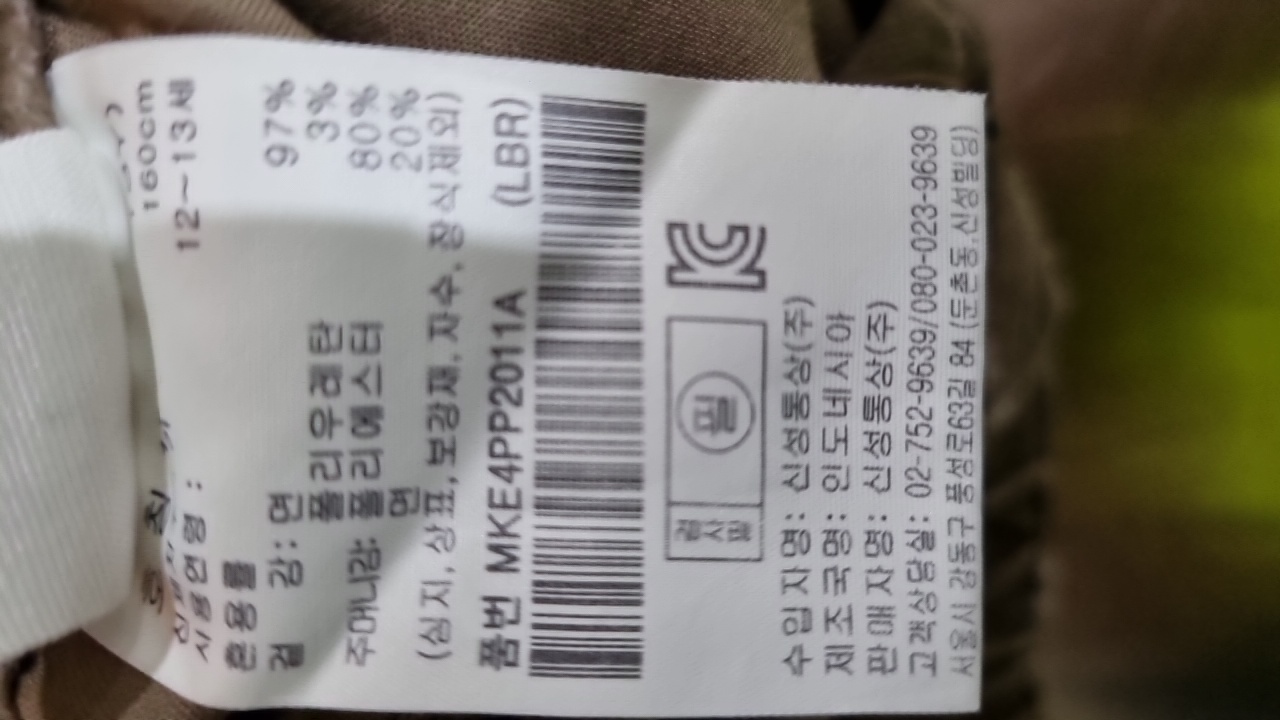 160cm
사용연령 : 12~13세
혼용률
겉 감: 면 97%
폴리우레탄 3%
주머니감: 폴리에스터 80%
면 20%
(심지, 상표, 보강재, 자수, 장식제외)
품번 MKE4PP2011A (LBR)
검사필 필
수 입 자 명 : 신성통상(주)
제 조 국 명 : 인도네시아
판 매 자 명 : 신성통상(주)
고객상담실: 02-752-9639/080-023-9639
서울시 강동구 풍성로63길 84 (둔촌동,신성빌딩)